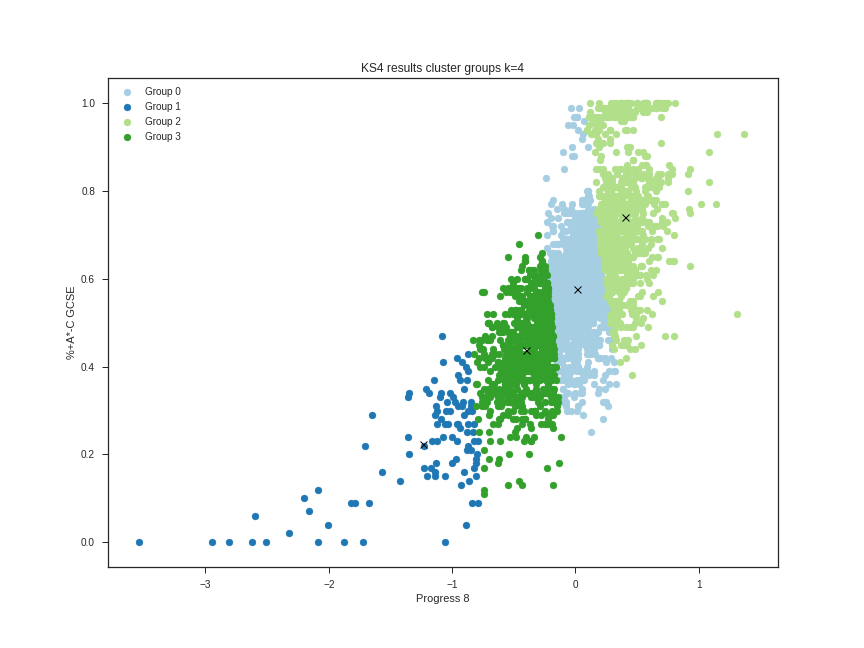 KS4 results cluster groups k=4
Group 0
Group 1
Group 2
Group 3
1.0
0.8
0.6
0.4
0.2
0.0
%+A*-C GCSE
−3
−2
−1
0
1
Progress 8